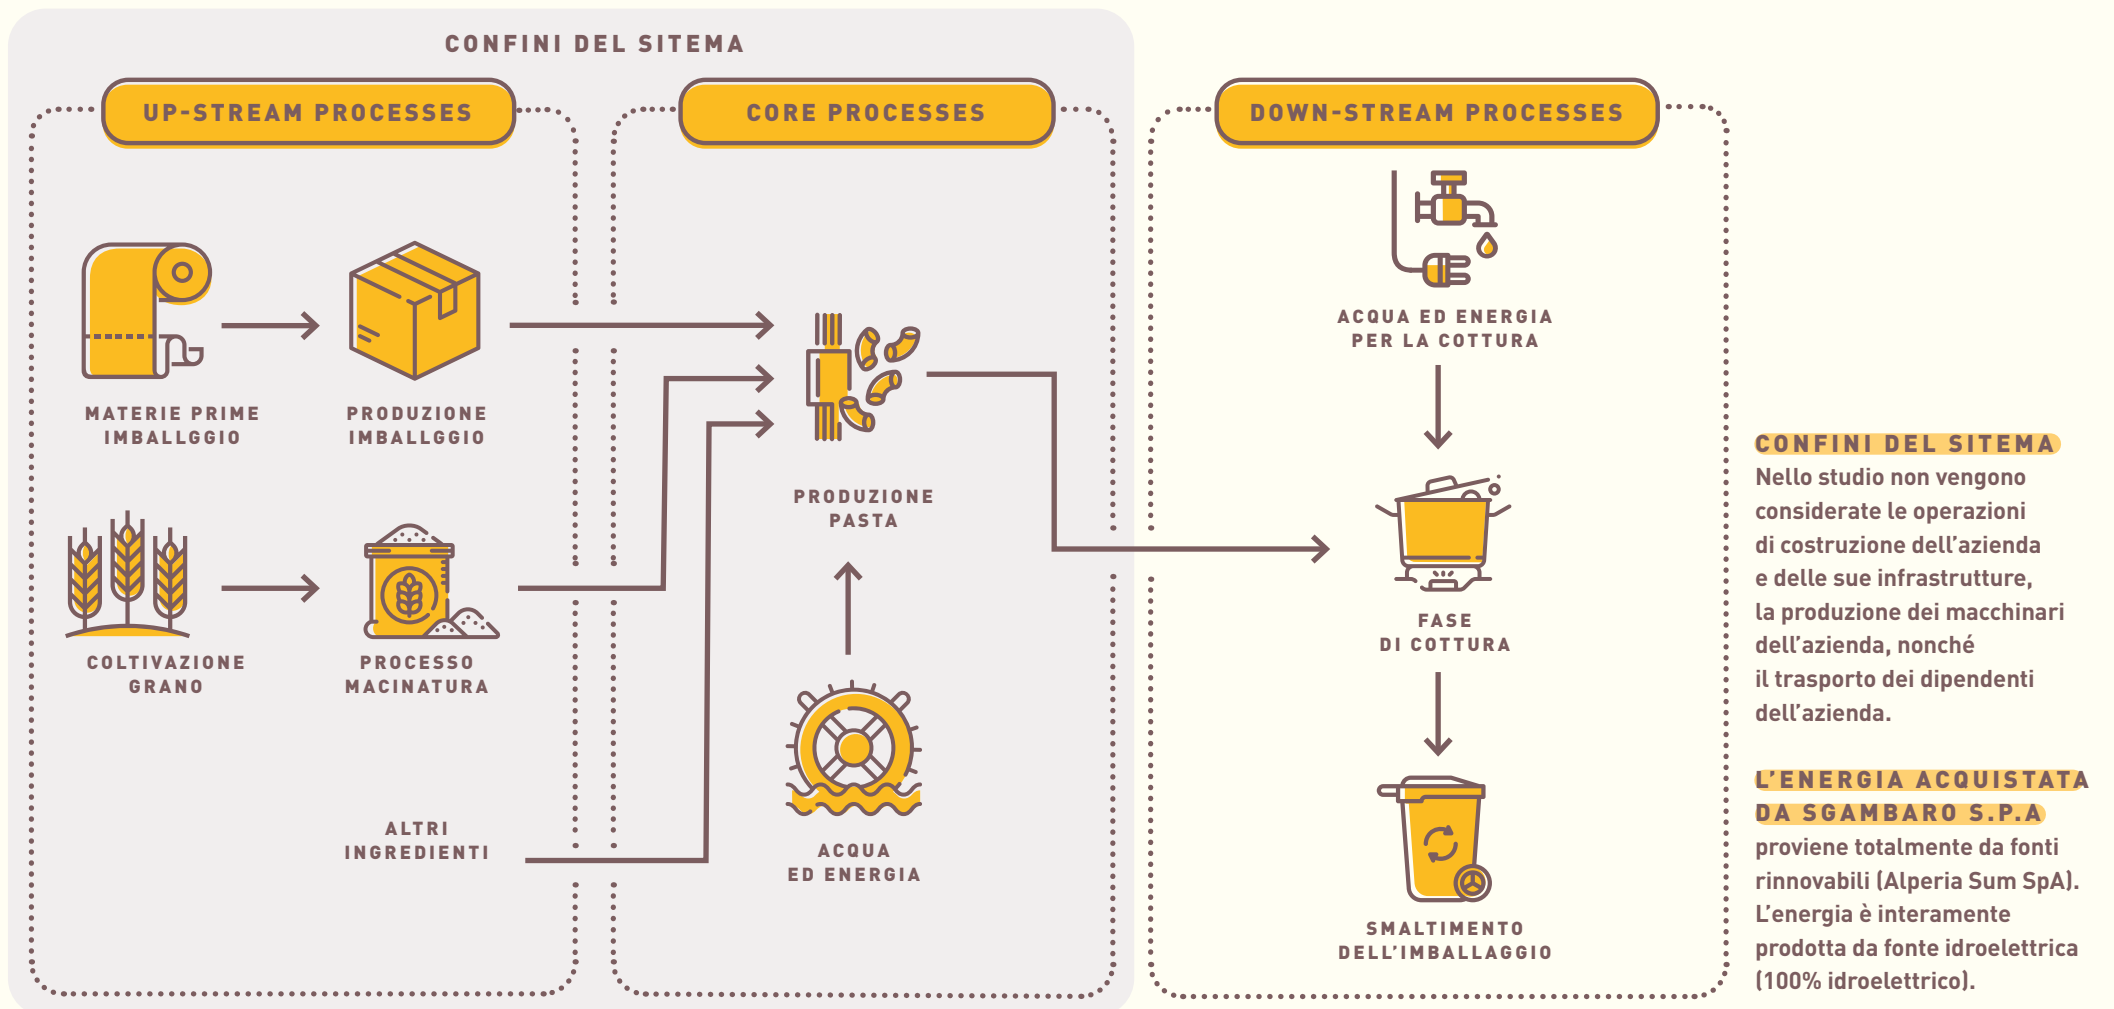 CONFINI DEL SITEMA
UP-STREAM PROCESSES
CORE PROCESSES
DOWN-STREAM PROCESSES
MATERIE PRIME
IMBALLGGIO
PRODUZIONE
IMBALLGGIO
COLTIVAZIONE
GRANO
PROCESSO
MACINATURA
ALTRI
INGREDIENTI
PRODUZIONE
PASTA
ACQUA
ED ENERGIA
ACQUA ED ENERGIA
PER LA COTTURA
FASE
DI COTTURA
SMALTIMENTO
DELL'IMBALLAGGIO
CONFINI DEL SITEMA
Nello studio non vengono
considerate le operazioni
di costruzione dell'azienda
e delle sue infrastrutture,
la produzione dei macchinari
dell'azienda, nonché
il trasporto dei dipendenti
dell'azienda.
L'ENERGIA ACQUISTATA
DA SGAMBARO S.P.A
proviene totalmente da fonti
rinnovabili (Alperia Sum SpA).
L'energia è interamente
prodotta da fonte idroelettrica
(100% idroelettrico).